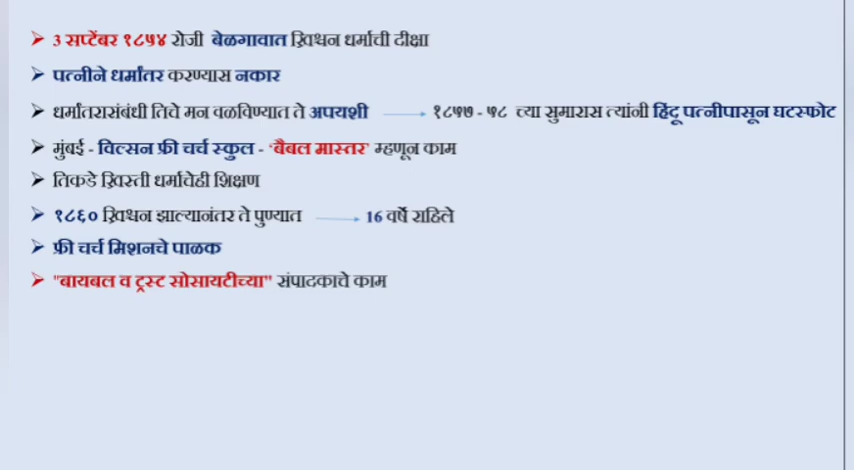 ➢ 3 सप्टेंबर १८५४ रोजी बेळगावात ख्रिश्चन धर्माची दीक्षा
➢ पत्नीने धर्मांतर करण्यास नकार
➢ धर्मांतरासंबंधी तिचे मन वळविण्यात ते अपयशी → १८५७ - ५८ च्या सुमारास त्यांनी हिंदू पत्नीपासून घटस्फोट
➢ मुंबई - विल्सन फ्री चर्च स्कुल - ‘बैबल मास्तर’ म्हणून काम
➢ तिकडे ख्रिस्ती धर्माचेही शिक्षण
➢ १८६० ख्रिश्चन झाल्यानंतर ते पुण्यात → 16 वर्षे राहिले
➢ फ्री चर्च मिशनचे पाळक
➢ "बायबल व ट्रस्ट सोसायटीच्या" संपादकाचे काम